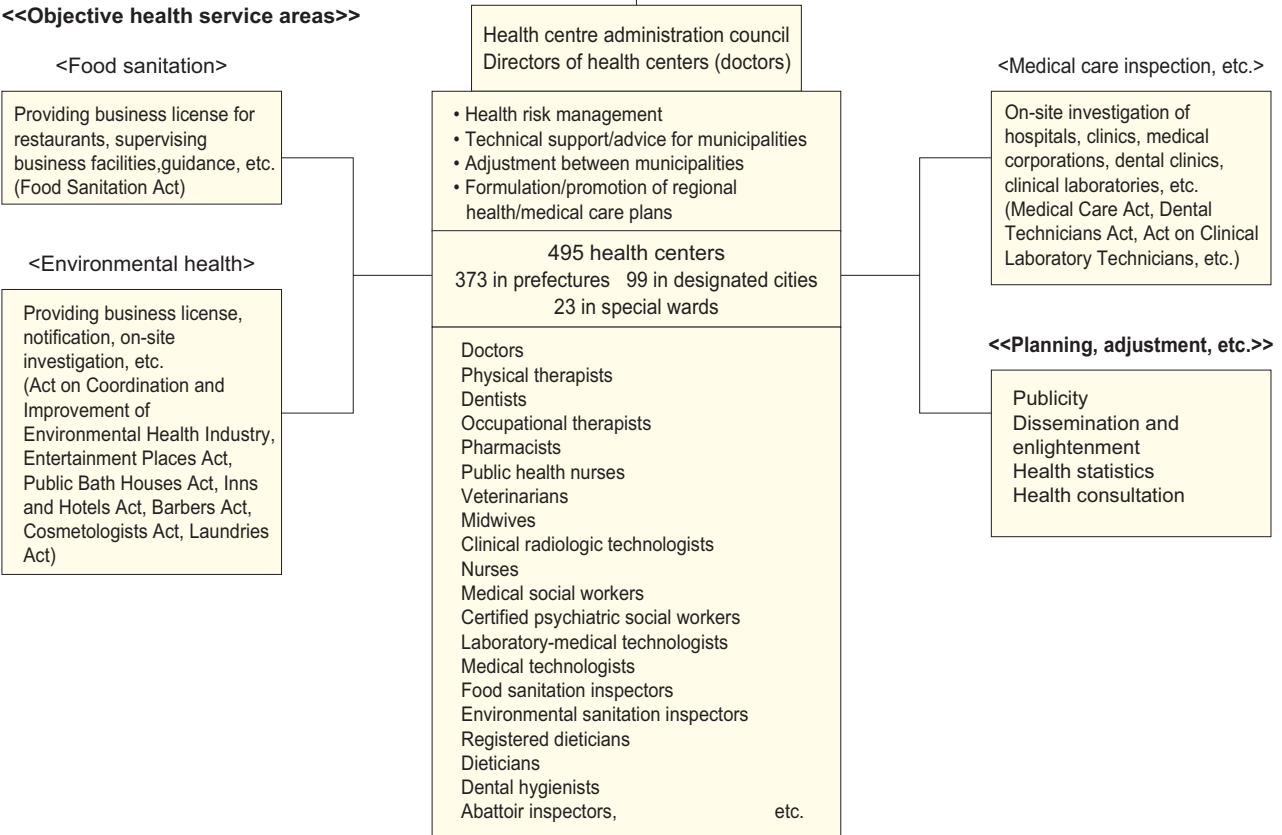 <<Objective health service areas>>
<Food sanitation>
Providing business license for
restaurants, supervising
business facilities,guidance, etc.
(Food Sanitation Act)
<Environmental health>
Providing business license,
notification, on-site
investigation, etc.
(Act on Coordination and
Improvement of
Environmental Health Industry,
Entertainment Places Act,
Public Bath Houses Act, Inns
and Hotels Act, Barbers Act,
Cosmetologists Act, Laundries
Act)
Health centre administration council
Directors of health centers (doctors)
• Health risk management
• Technical support/advice for municipalities
• Adjustment between municipalities
• Formulation/promotion of regional
health/medical care plans
495 health centers
373 in prefectures 99 in designated cities
23 in special wards
Doctors
Physical therapists
Dentists
Occupational therapists
Pharmacists
Public health nurses
Veterinarians
Midwives
Clinical radiologic technologists
Nurses
Medical social workers
Certified psychiatric social workers
Laboratory-medical technologists
Medical technologists
Food sanitation inspectors
Environmental sanitation inspectors
Registered dieticians
Dieticians
Dental hygienists
Abattoir inspectors, etc.
<Medical care inspection, etc.>
On-site investigation of
hospitals, clinics, medical
corporations, dental clinics,
clinical laboratories, etc.
(Medical Care Act, Dental
Technicians Act, Act on Clinical
Laboratory Technicians, etc.)
<<Planning, adjustment, etc.>>
Publicity
Dissemination and
enlightenment
Health statistics
Health consultation